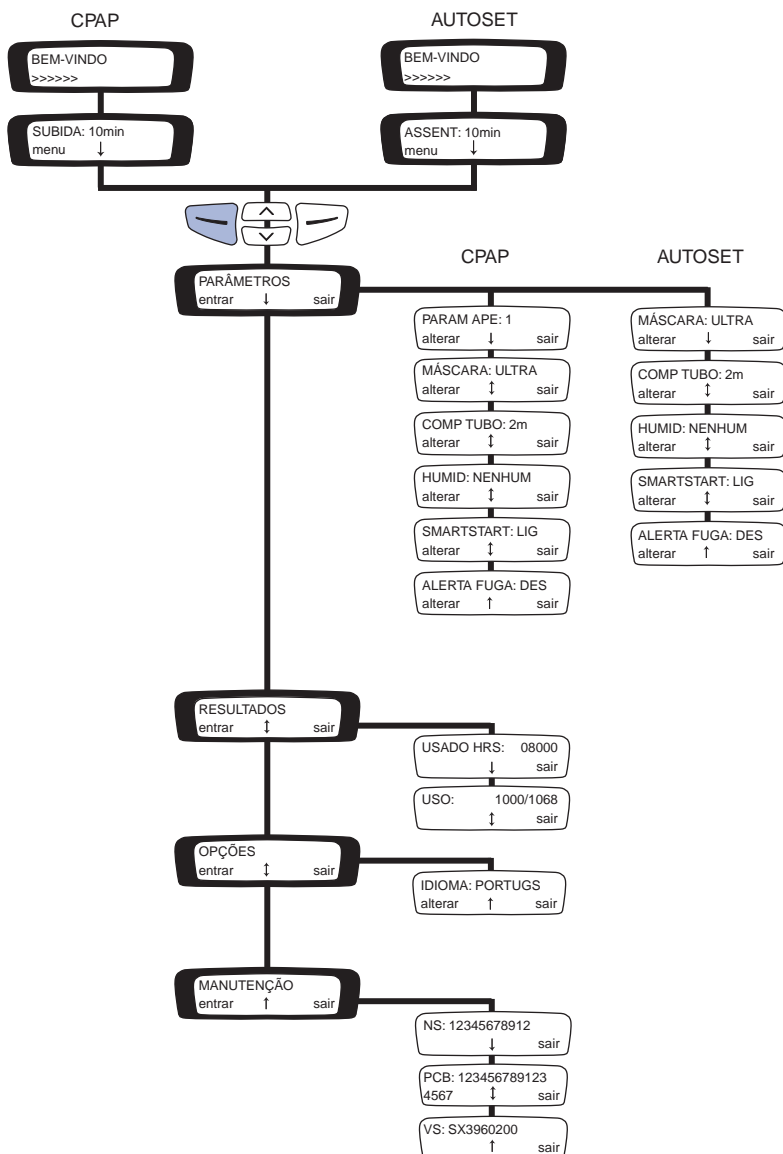 CPAP
BEM-VINDO
>>>>>>
SUBIDA: 10min
menu ↓
AUTOSET
BEM-VINDO
>>>>>>
ASSENT: 10min
menu ↓
PARÂMETROS
entrar ↓ sair
CPAP
PARAM APE: 1
alterar ↓ sair
MÁSCARA: ULTRA
alterar ↕ sair
COMP TUBO: 2m
alterar ↕ sair
HUMID: NENHUM
alterar ↕ sair
SMARTSTART: LIG
alterar ↕ sair
ALERTA FUGA: DES
alterar ↑ sair
AUTOSET
MÁSCARA: ULTRA
alterar ↓ sair
COMP TUBO: 2m
alterar ↕ sair
HUMID: NENHUM
alterar ↕ sair
SMARTSTART: LIG
alterar ↕ sair
ALERTA FUGA: DES
alterar ↑ sair
RESULTADOS
entrar ↕ sair
USADO HRS: 08000
↓ sair
USO: 1000/1068
↕ sair
OPÇÕES
entrar ↕ sair
IDIOMA: PORTUGS
alterar ↑ sair
MANUTENÇÃO
entrar ↑ sair
NS: 12345678912
↓ sair
PCB: 123456789123
4567 ↕ sair
VS: SX3960200
↑ sair